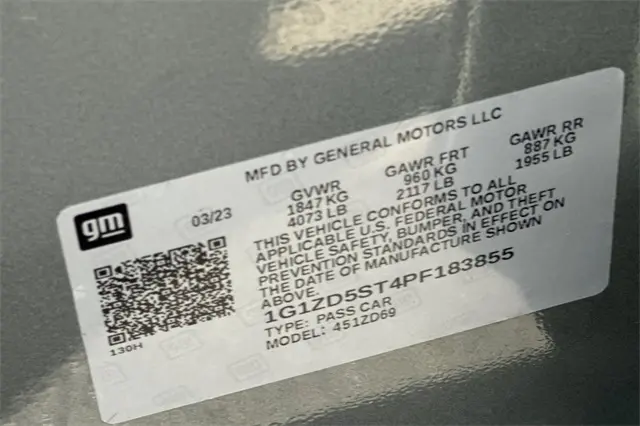 MFD BY GENERAL MOTORS LLC
gm
03/23
GVWR
1847 KG
4073 LB
GAWR FRT
960 KG
2117 LB
GAWR RR
887 KG
1955 LB
THIS VEHICLE CONFORMS TO ALL
APPLICABLE U.S. FEDERAL MOTOR
VEHICLE SAFETY, BUMPER, AND THEFT
PREVENTION STANDARDS IN EFFECT ON
THE DATE OF MANUFACTURE SHOWN
ABOVE.
1G1ZD5ST4PF183855
TYPE: PASS CAR
MODEL: 451ZD69
130H